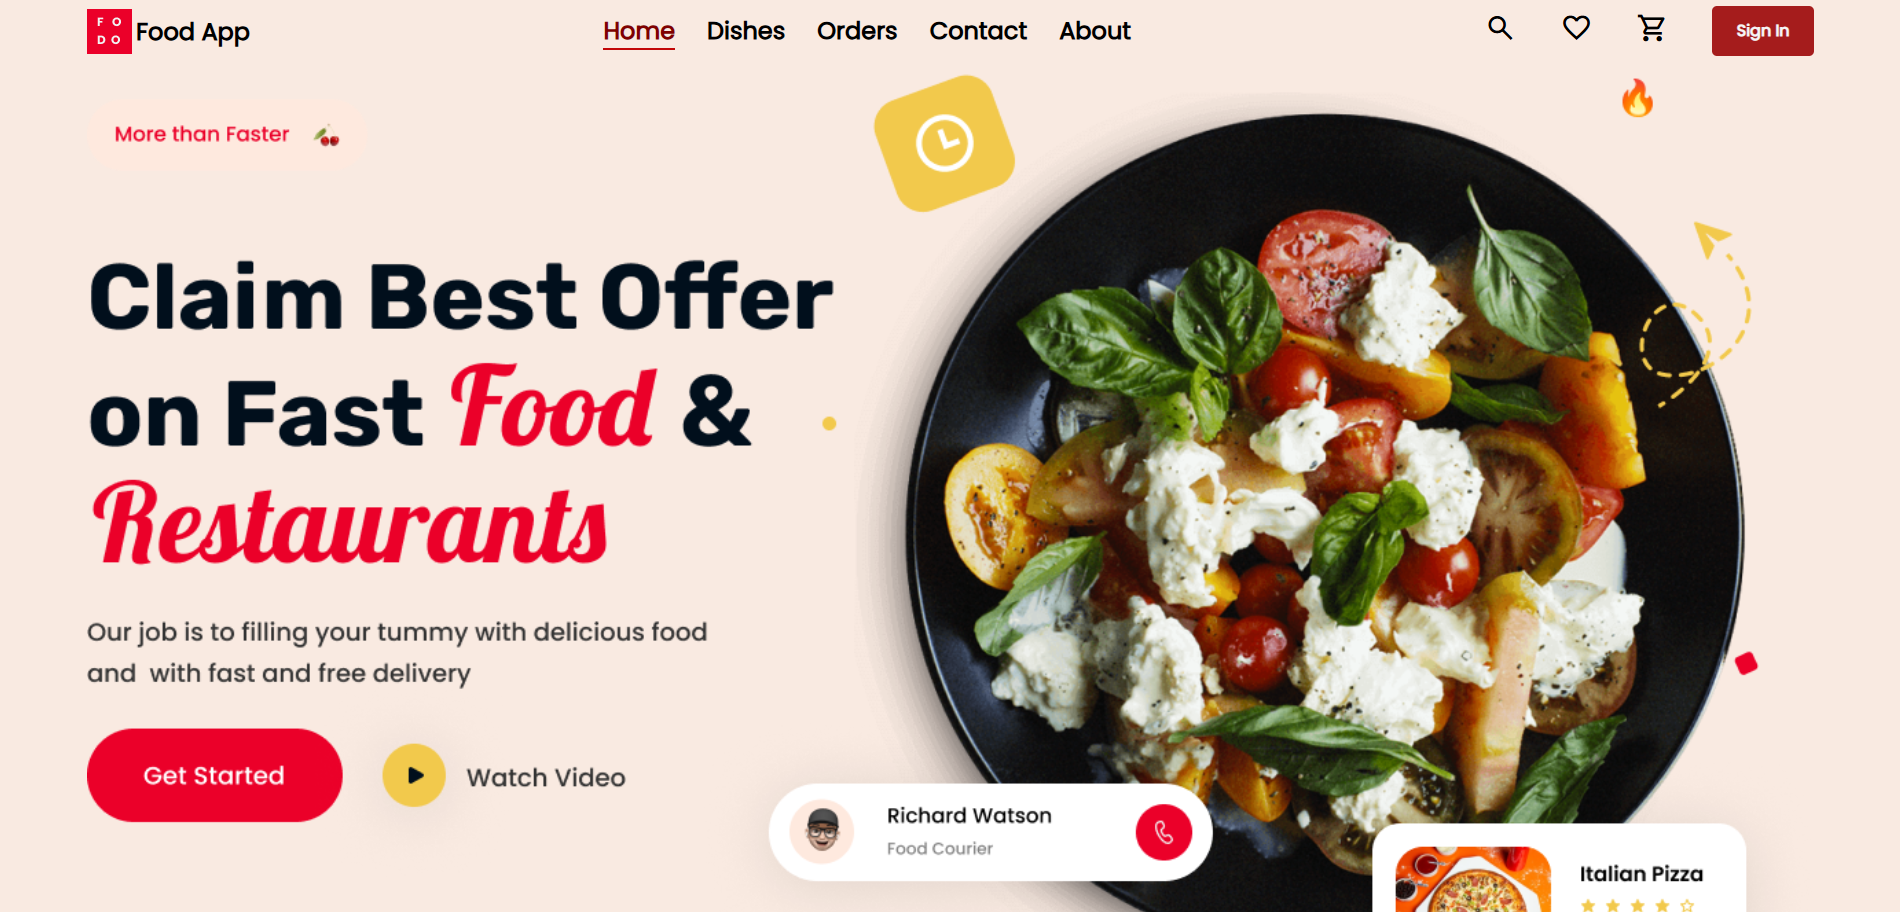 FO
DO
Food App
Home
Dishes
Orders
Contact
About
Sign In
More than Faster
Claim Best Offer
on Fast Food &
Restaurants
Our job is to filling your tummy with delicious food
and with fast and free delivery
Get Started
Watch Video
Richard Watson
Food Courier
Italian Pizza